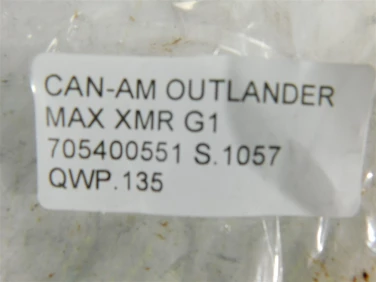 CAN-AM OUTLANDER
MAX XMR G1
705400551 S.1057
QWP.135